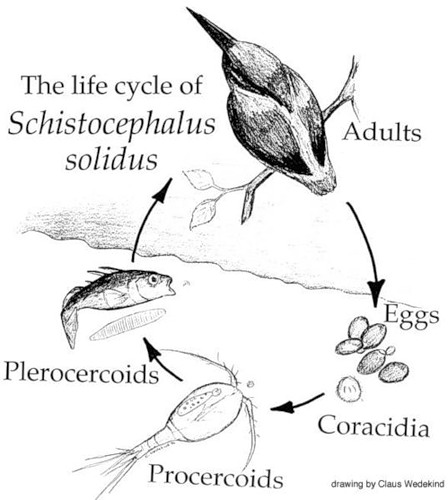 The life cycle of
Schistocephalus
solidus
Adults
Eggs
Plerocercoids
Coracidia
Procercoids
drawing by Claus Wedekind